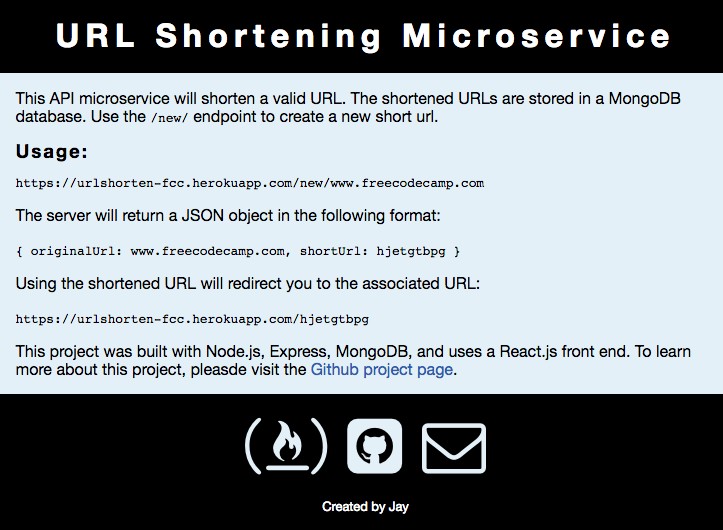 URL Shortening Microservice
This API microservice will shorten a valid URL. The shortened URLs are stored in a MongoDB
database. Use the /new/ endpoint to create a new short url.
Usage:
https://urlshorten-fcc.herokuapp.com/new/www.freecodecamp.com
The server will return a JSON object in the following format:
{ originalUrl: www.freecodecamp.com, shortUrl: hjetgtbpg }
Using the shortened URL will redirect you to the associated URL:
https://urlshorten-fcc.herokuapp.com/hjetgtbpg
This project was built with Node.js, Express, MongoDB, and uses a React.js front end. To learn
more about this project, pleasde visit the Github project page.
Created by Jay